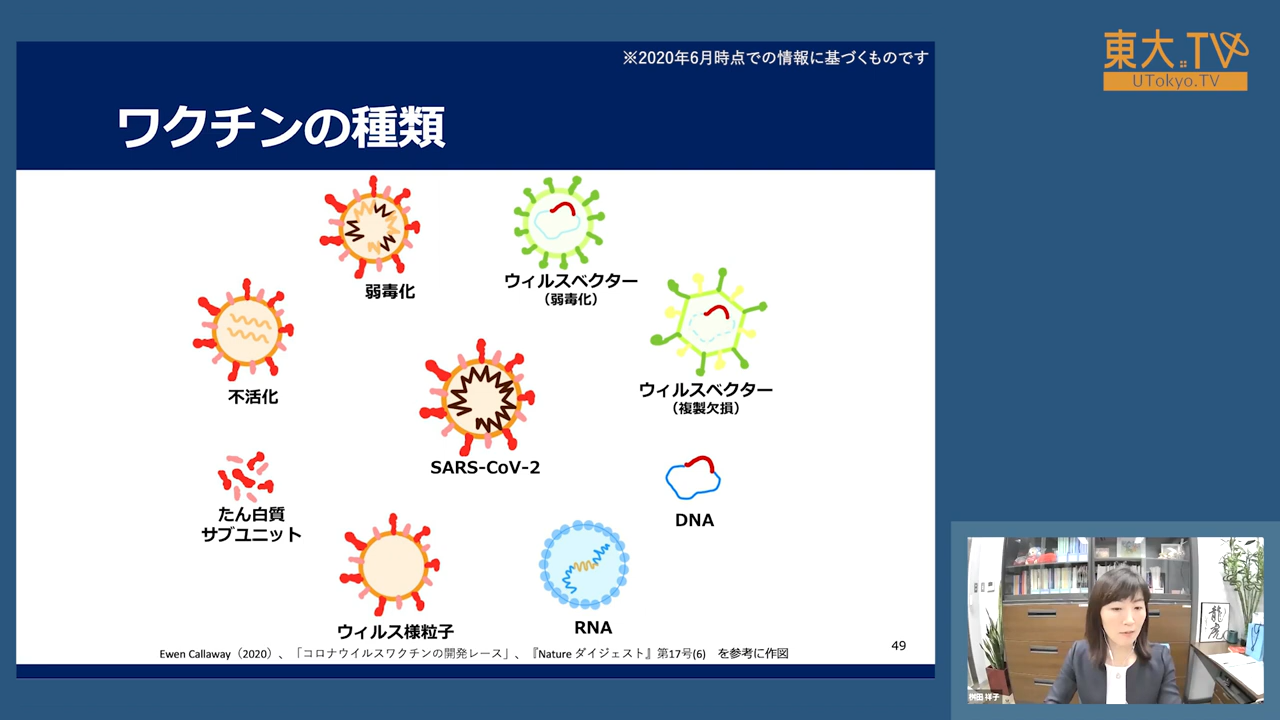 ※2020年6月時点での情報に基づくものです
東大TV
UTokyo.TV
ワクチンの種類
弱毒化
ウィルスベクター
（弱毒化）
不活化
ウィルスベクター
（複製欠損）
SARS-CoV-2
たん白質
サブユニット
DNA
ウィルス様粒子
RNA
Ewen Callaway（2020）、「コロナウイルスワクチンの開発レース」、『Nature ダイジェスト』第17号(6)　を参考に作図
49
龍虎
桝田 祥子